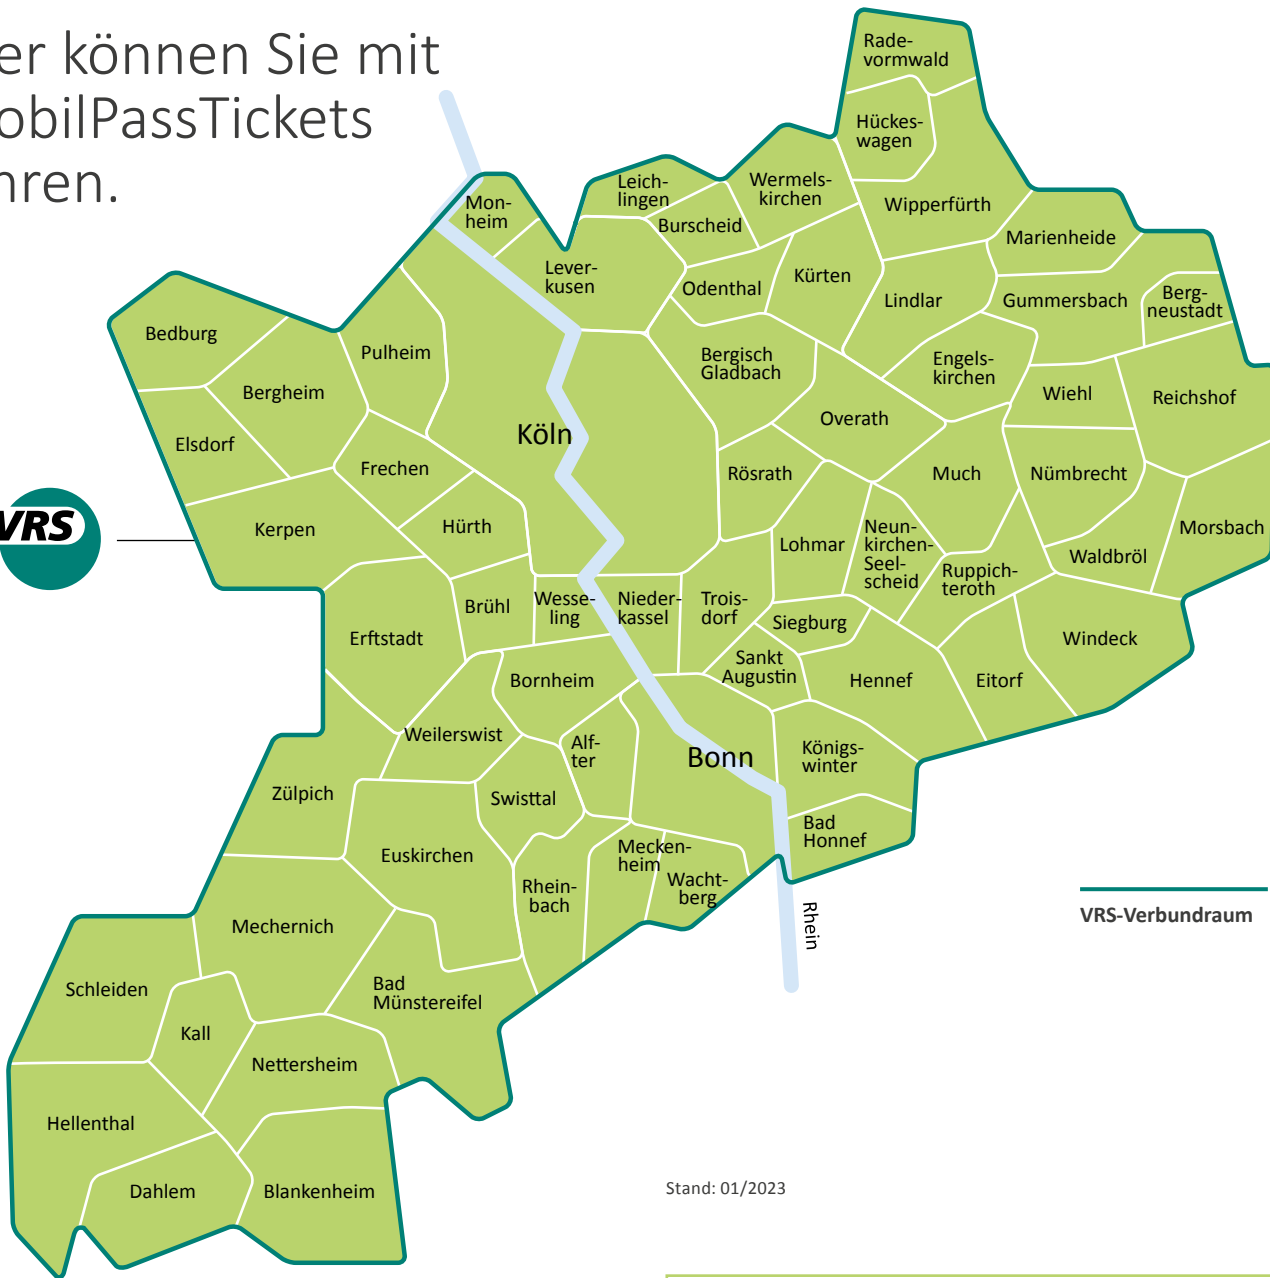 er können Sie mit
obilPassTickets
hren.
Rade-
vormwald
Hückes-
wagen
Wipperfürth
Wermels-
kirchen
Leich-
lingen
Burscheid
Mon-
heim
Lever-
kusen
Odenthal
Kürten
Lindlar
Marienheide
Gummersbach
Berg-
neustadt
Bedburg
Bergheim
Pulheim
Bergisch
Gladbach
Engels-
kirchen
Wiehl
Reichshof
Elsdorf
Frechen
Köln
Overath
Rösrath
Much
Nümbrecht
VRS
Kerpen
Hürth
Lohmar
Neun-
kirchen-
Seel-
scheid
Ruppich-
teroth
Waldbröl
Morsbach
Erftstadt
Brühl
Wesse-
ling
Nieder-
kassel
Trois-
dorf
Siegburg
Sankt
Augustin
Hennef
Eitorf
Windeck
Bornheim
Weilerswist
Alf-
ter
Bonn
Königs-
winter
Zülpich
Swisttal
Bad
Honnef
Euskirchen
Mecken-
heim
Wacht-
berg
Rhein-
bach
Rhein
VRS-Verbundraum
Mechernich
Schleiden
Bad
Münstereifel
Kall
Nettersheim
Hellenthal
Dahlem
Blankenheim
Stand: 01/2023